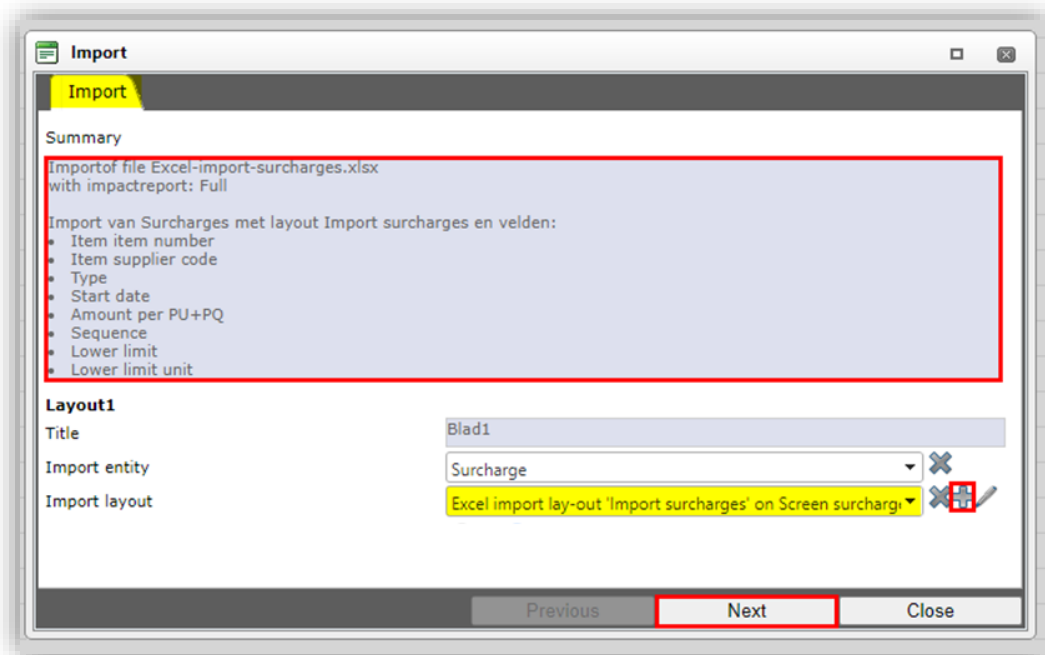 Import
Import
Summary
Importof file Excel-import-surcharges.xlsx
with impactreport: Full
Import van Surcharges met layout Import surcharges en velden:
• Item item number
• Item supplier code
• Type
• Start date
• Amount per PU+PQ
• Sequence
• Lower limit
• Lower limit unit
Layout1
Title Blad1
Import entity Surcharge
Import layout Excel import lay-out 'Import surcharges' on Screen surcharg
Previous Next Close